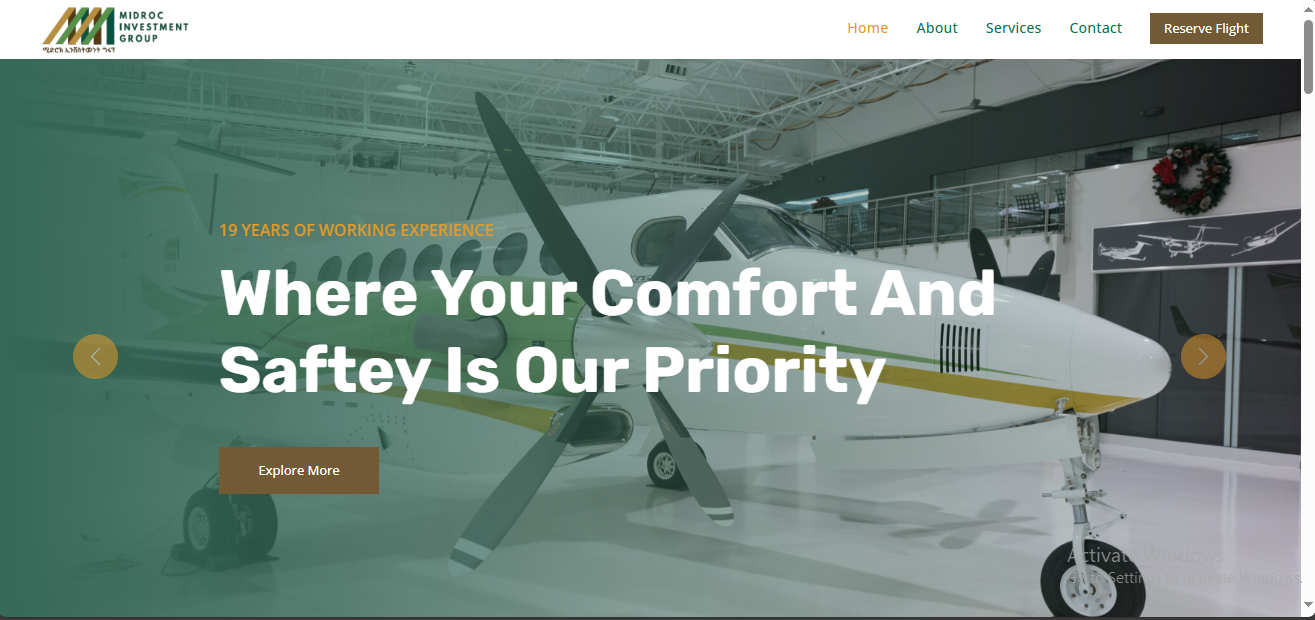 MIDROC
INVESTMENT
GROUP
ሚድሮክ ኢንቨስትመንት ግሩፕ
Home
About
Services
Contact
Reserve Flight
19 YEARS OF WORKING EXPERIENCE
Where Your Comfort And
Saftey Is Our Priority
Explore More
Activate Windows
Go to Settings to activate Windows.